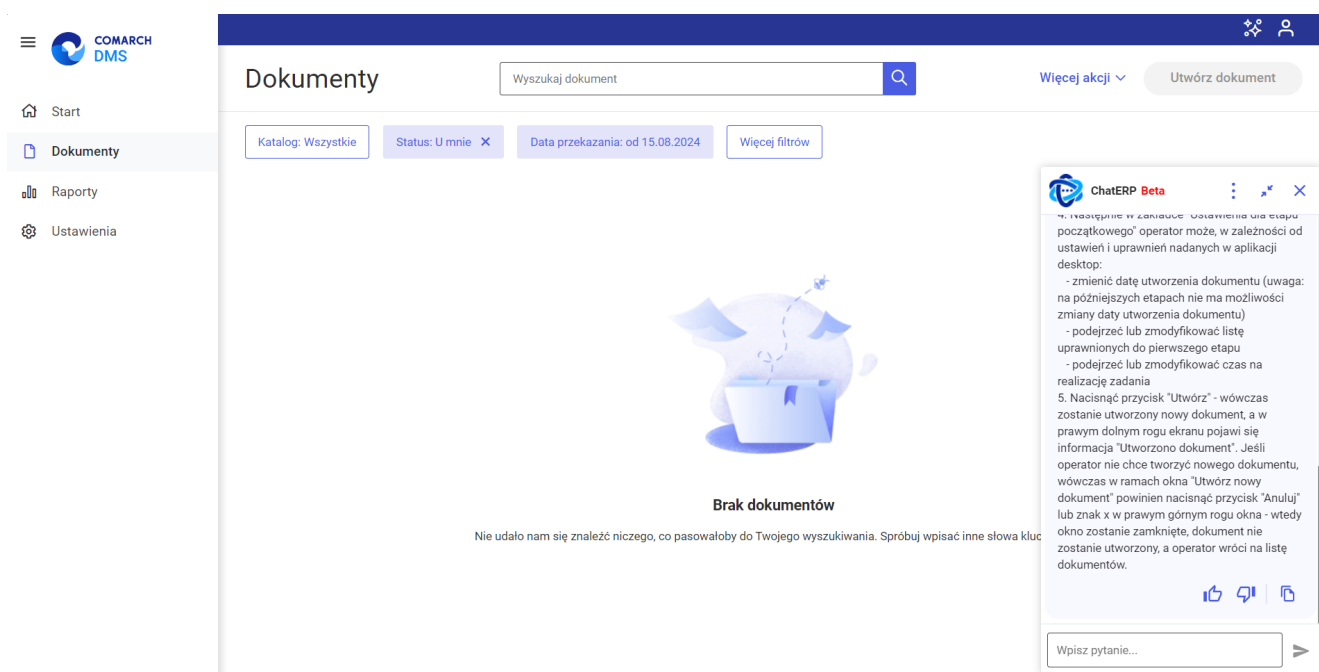 COMARCH
DMS
Start
Dokumenty
Raporty
Ustawienia
Dokumenty
Wyszukaj dokument
Więcej akcji
Utwórz dokument
Katalog: Wszystkie
Status: U mnie
Data przekazania: od 15.08.2024
Więcej filtrów
Brak dokumentów
Nie udało nam się znaleźć niczego, co pasowałoby do Twojego wyszukiwania. Spróbuj wpisać inne słowa kluc
ChatERP Beta
4. Następnie w zakładce "Ustawienia dla etapu
początkowego" operator może, w zależności od
ustawień i uprawnień nadanych w aplikacji
desktop:
- zmienić datę utworzenia dokumentu (uwaga:
na późniejszych etapach nie ma możliwości
zmiany daty utworzenia dokumentu)
- podejrzeć lub zmodyfikować listę
uprawnionych do pierwszego etapu
- podejrzeć lub zmodyfikować czas na
realizację zadania
5. Nacisnąć przycisk "Utwórz" - wówczas
zostanie utworzony nowy dokument, a w
prawym dolnym rogu ekranu pojawi się
informacja "Utworzono dokument". Jeśli
operator nie chce tworzyć nowego dokumentu,
wówczas w ramach okna "Utwórz nowy
dokument" powinien nacisnąć przycisk "Anuluj"
lub znak x w prawym górnym rogu okna - wtedy
okno zostanie zamknięte, dokument nie
zostanie utworzony, a operator wróci na listę
dokumentów.
Wpisz pytanie...